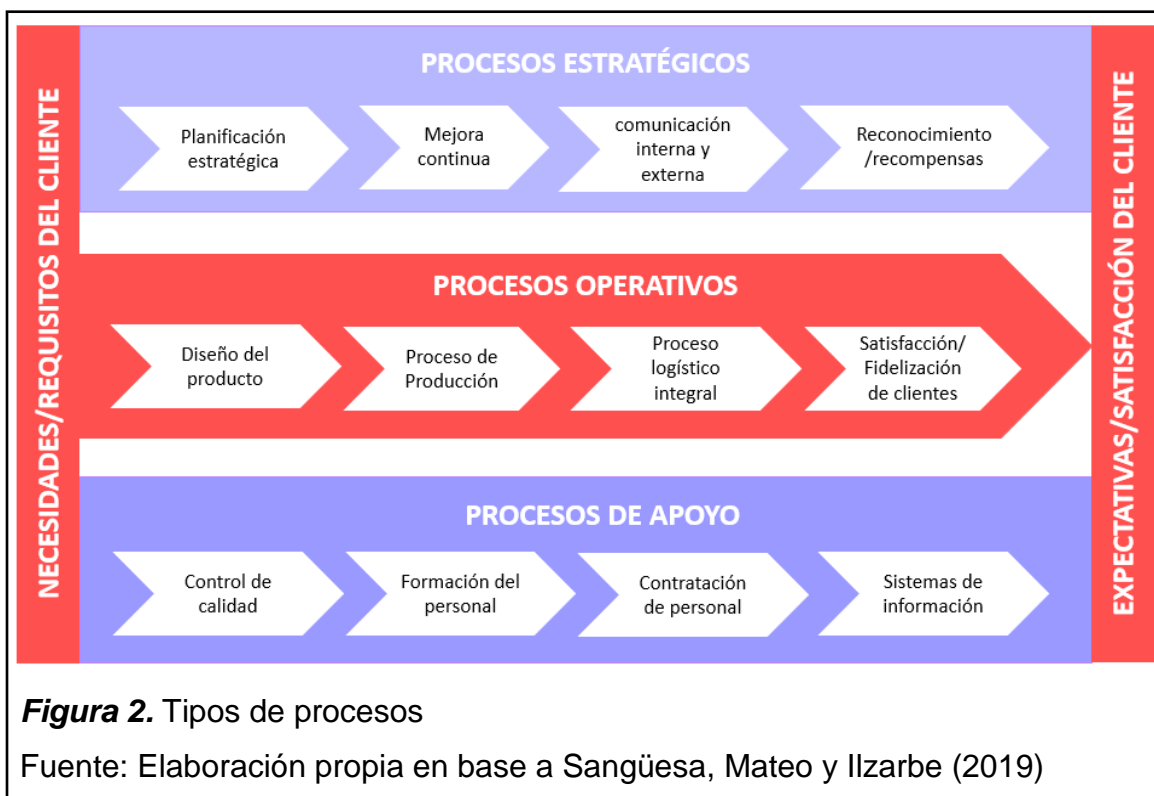 NECESIDADES/REQUISITOS DEL CLIENTE
PROCESOS ESTRATÉGICOS
Planificación
estratégica
Mejora
continua
comunicación
interna y
externa
Reconocimiento
/recompensas
PROCESOS OPERATIVOS
Diseño del
producto
Proceso de
Producción
Proceso
logístico
integral
Satisfacción/
Fidelización
de clientes
PROCESOS DE APOYO
Control de
calidad
Formación del
personal
Contratación
de personal
Sistemas de
información
EXPECTATIVAS/SATISFACCIÓN DEL CLIENTE
Figura 2. Tipos de procesos
Fuente: Elaboración propia en base a Sangüesa, Mateo y Ilzarbe (2019)